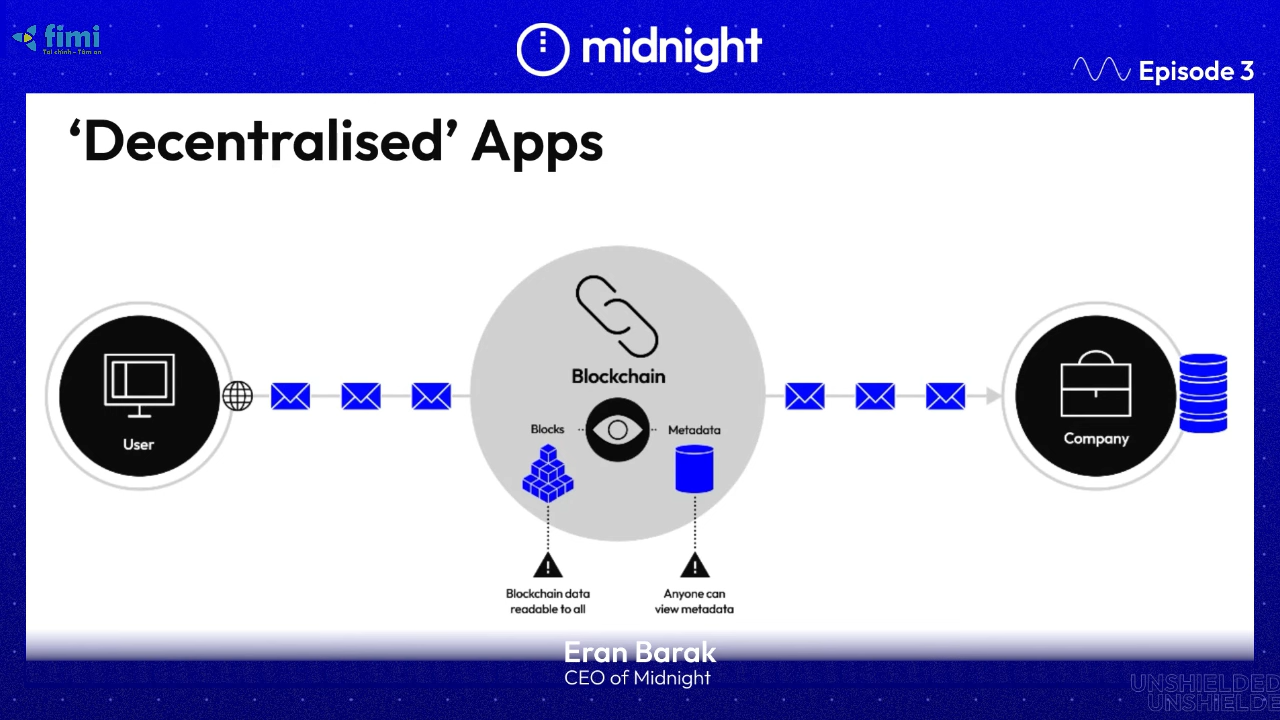 fimi
Tài chính - Tâm an
midnight
Episode 3
‘Decentralised’ Apps
Blockchain
Blocks
Metadata
User
Company
Blockchain data
readable to all
Anyone can
view metadata
Eran Barak
CEO of Midnight
UNSHIELDED
UNSHIELDE